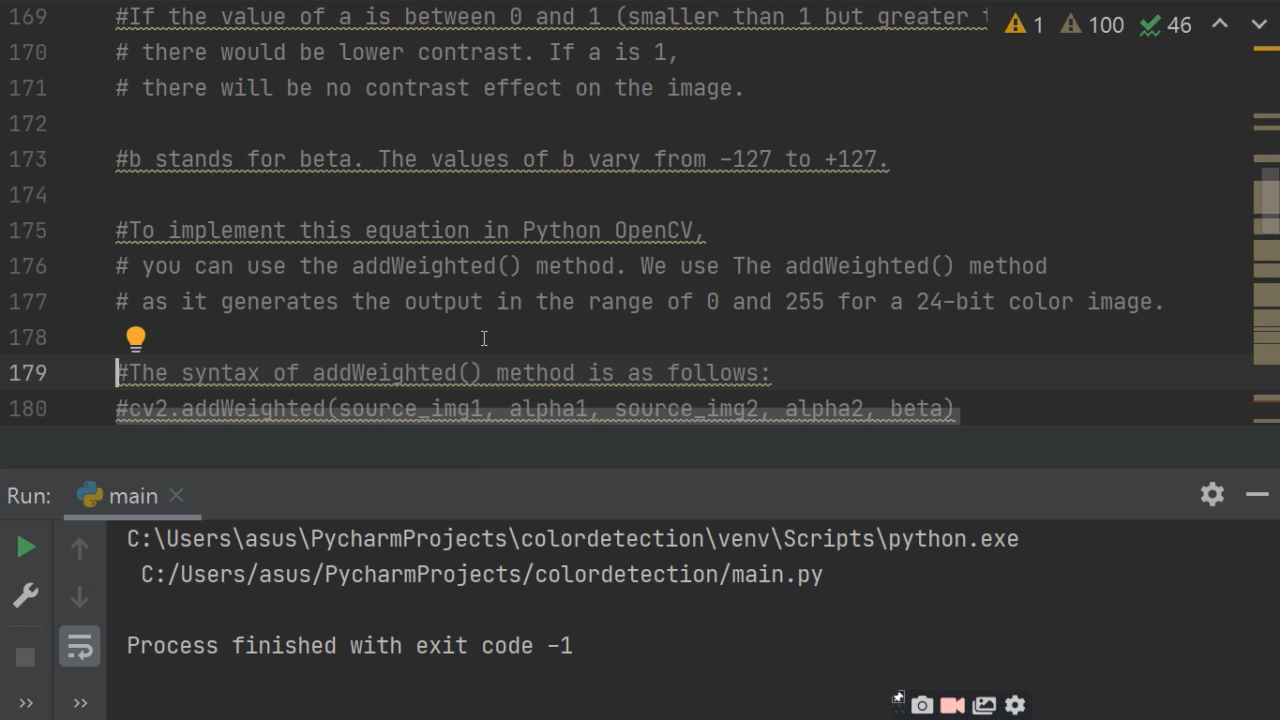 169 #If the value of a is between 0 and 1 (smaller than 1 but greater
1 100 46
170 # there would be lower contrast. If a is 1,
171 # there will be no contrast effect on the image.
172
173 #b stands for beta. The values of b vary from -127 to +127.
174
175 #To implement this equation in Python OpenCV,
176 # you can use the addWeighted() method. We use The addWeighted() method
177 # as it generates the output in the range of 0 and 255 for a 24-bit color image.
178
179 #The syntax of addWeighted() method is as follows:
180 #cv2.addWeighted(source_img1, alpha1, source_img2, alpha2, beta)
Run: main
C:\Users\asus\PycharmProjects\colordetection\venv\Scripts\python.exe
C:/Users/asus/PycharmProjects/colordetection/main.py
Process finished with exit code -1